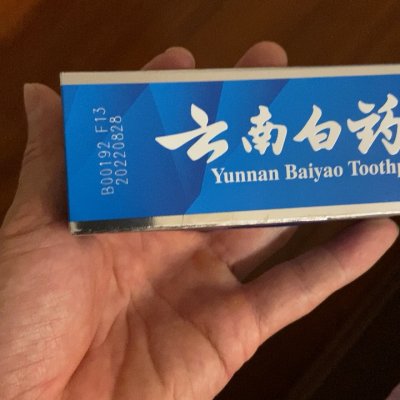 B00192 F13
20220828
云南白药
Yunnan Baiyao Toothp